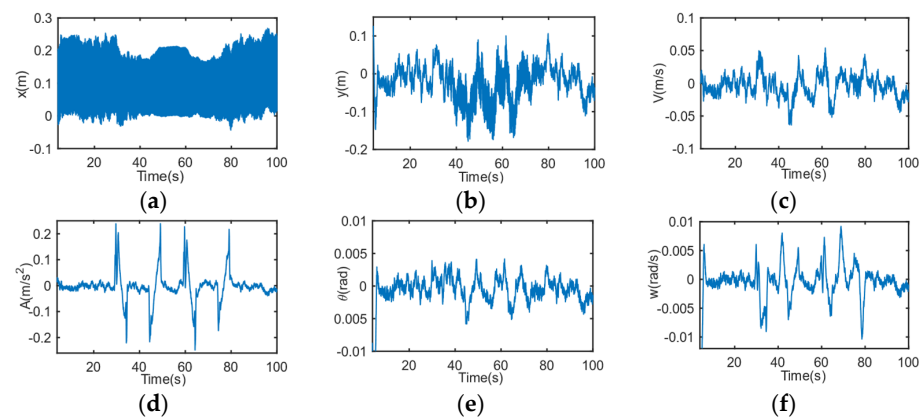 0.3
0.2
0.1
0
-0.1
x(m)
20 40 60 80 100
Time(s)
(a)
0.1
0
-0.1
-0.2
y(m)
20 40 60 80 100
Time(s)
(b)
0.1
0.05
0
-0.05
-0.1
V(m/s)
20 40 60 80 100
Time(s)
(c)
0.2
0.1
0
-0.1
-0.2
A(m/s²)
20 40 60 80 100
Time(s)
(d)
0.01
0.005
0
0.005
-0.01
θ(rad)
20 40 60 80 100
Time(s)
(e)
0.01
0.005
0
-0.005
-0.01
w(rad/s)
20 40 60 80 100
Time(s)
(f)